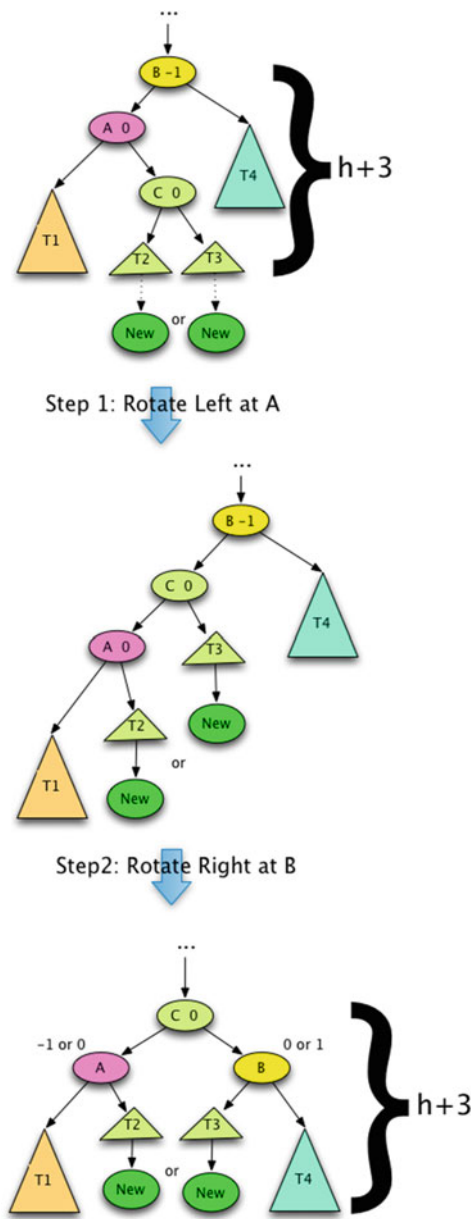 ...
B -1
A 0
h+3
T4
C 0
T1
T2 T3
New or New
Step 1: Rotate Left at A
...
B -1
C 0
T4
A 0
T3
New
T2
or
T1
New
Step2: Rotate Right at B
...
C 0
-1 or 0 0 or 1
A B
h+3
T2 T3
T1 New or New T4